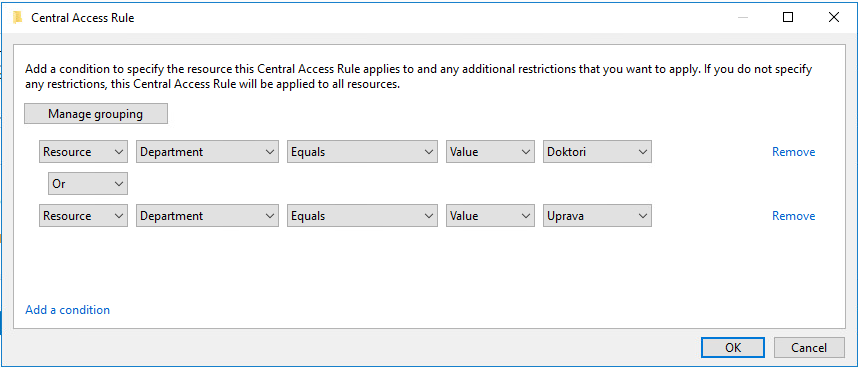 Central Access Rule
Add a condition to specify the resource this Central Access Rule applies to and any additional restrictions that you want to apply. If you do not specify
any restrictions, this Central Access Rule will be applied to all resources.
Manage grouping
Resource Department Equals Value Doktori Remove
Or
Resource Department Equals Value Uprava Remove
Add a condition
OK Cancel